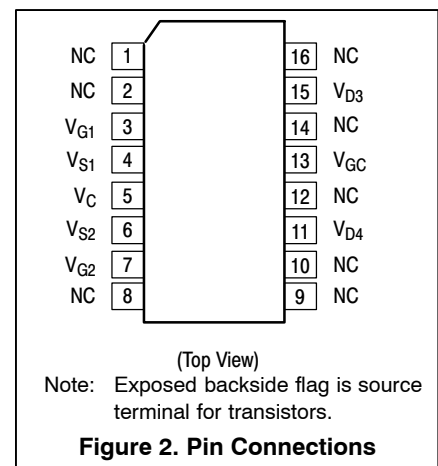 NC 1 16 NC
NC 2 15 VD3
VG1 3 14 NC
VS1 4 13 VGC
VC 5 12 NC
VS2 6 11 VD4
VG2 7 10 NC
NC 8 9 NC
(Top View)
Note: Exposed backside flag is source
terminal for transistors.
Figure 2. Pin Connections